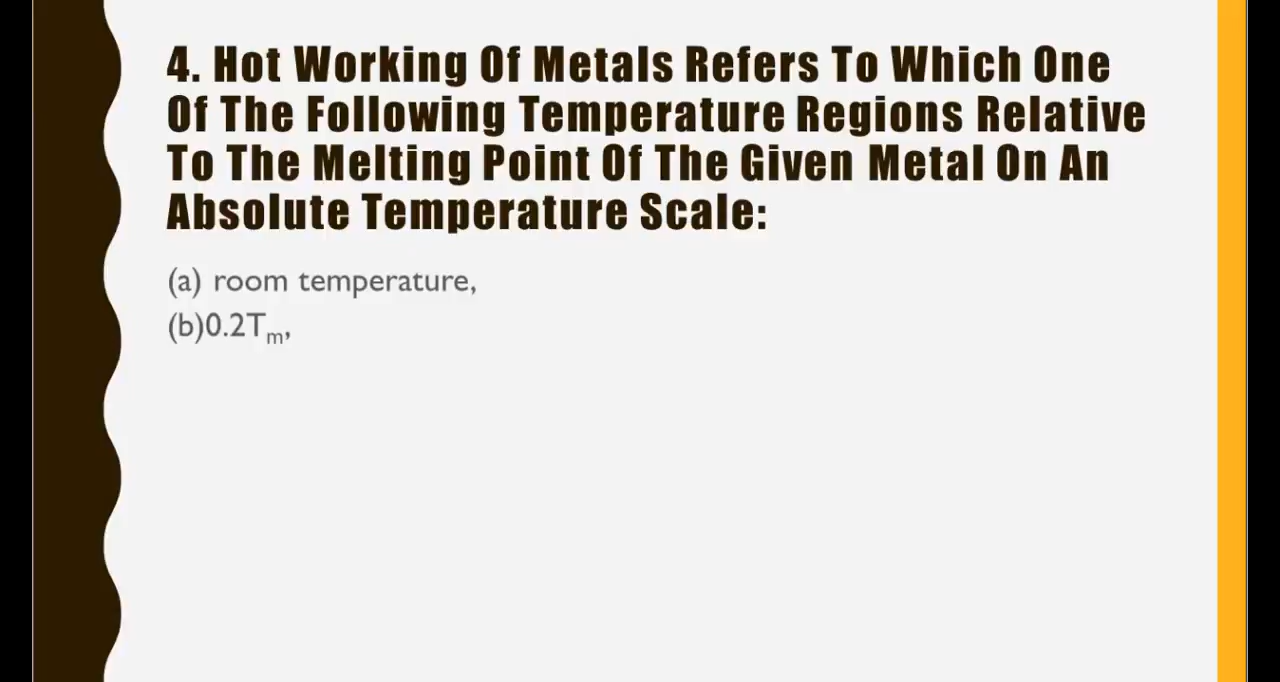 4. Hot Working Of Metals Refers To Which One
Of The Following Temperature Regions Relative
To The Melting Point Of The Given Metal On An
Absolute Temperature Scale:
(a) room temperature,
(b)0.2Tm,